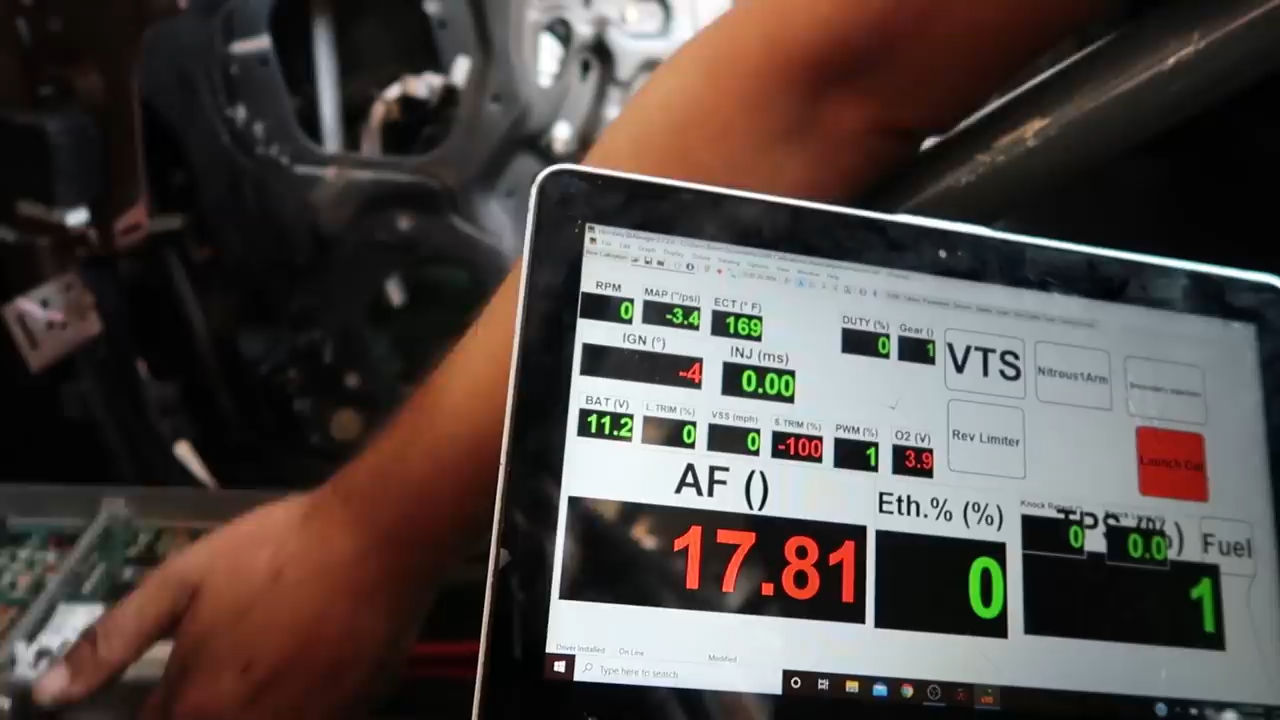 RPM MAP ("/psi) ECT (° F)
0 -3.4 169
DUTY (%) Gear ()
0 1
IGN (°) INJ (ms)
-4 0.00
VTS
Nitrous1Arm
BAT (V) L.TRIM (%) VSS (mph) S.TRIM (%) PWM (%) O2 (V)
11.2 0 0 -100 1 3.9
Rev Limiter
Launch Cut
AF () Eth.% (%) TPS (%) Fuel
17.81 0 0 0.0 1
Driver Installed On Line Modified
Type here to search